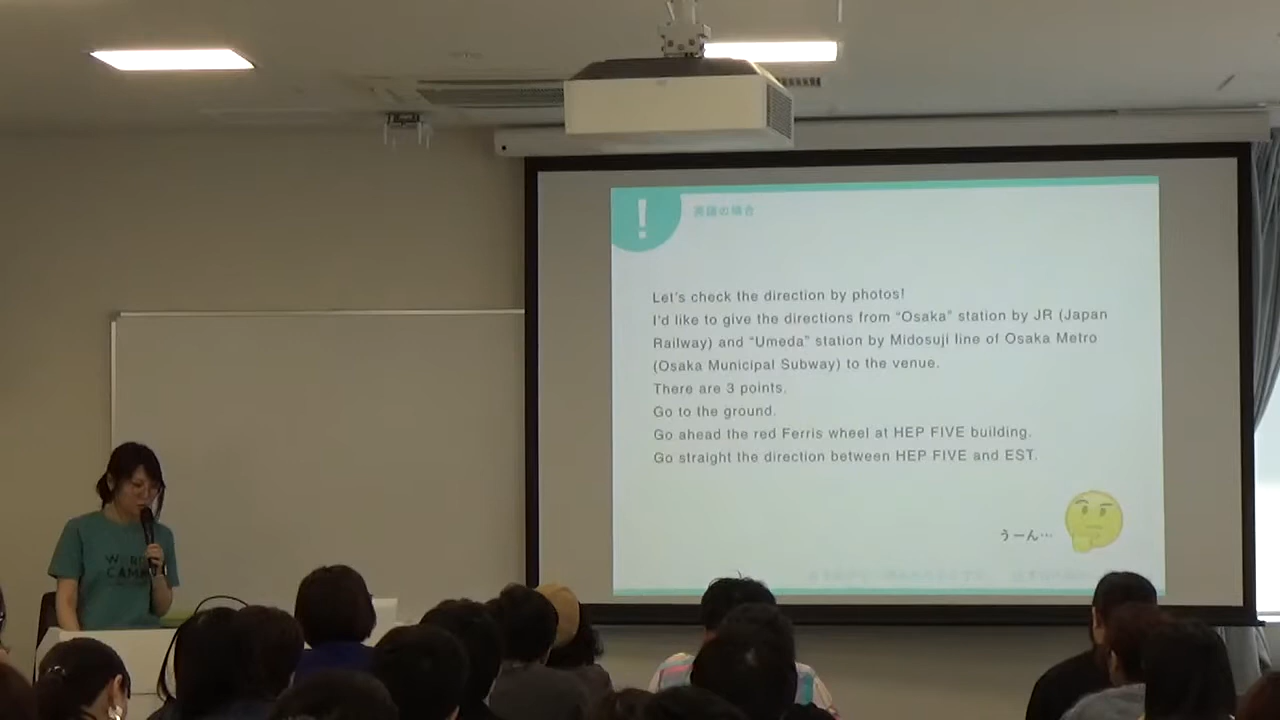 !
英語の場合
Let's check the direction by photos!
I'd like to give the directions from “Osaka” station by JR (Japan
Railway) and “Umeda” station by Midosuji line of Osaka Metro
(Osaka Municipal Subway) to the venue.
There are 3 points.
Go to the ground.
Go ahead the red Ferris wheel at HEP FIVE building.
Go straight the direction between HEP FIVE and EST.
うーん…